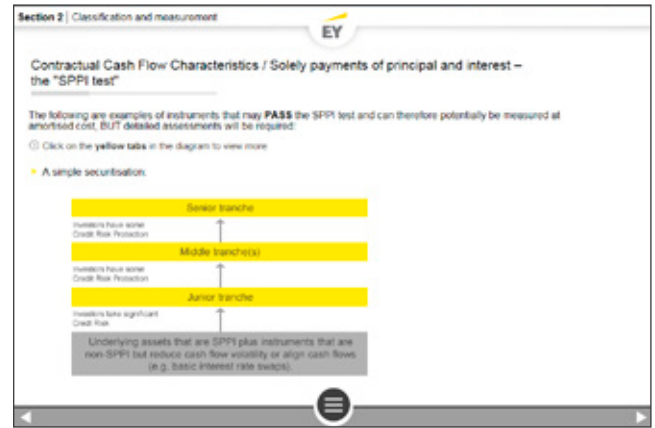 Section 2 | Classification and measurement
EY
Contractual Cash Flow Characteristics / Solely payments of principal and interest –
the "SPPI test"
The following are examples of instruments that may PASS the SPPI test and can therefore potentially be measured at
amortised cost, BUT detailed assessments will be required:
Click on the yellow tabs in the diagram to view more
A simple securitisation:
Senior tranche
Investors have some
Credit Risk Protection
Middle tranche(s)
Investors have some
Credit Risk Protection
Junior tranche
Investors take significant
Credit Risk
Underlying assets that are SPPI plus instruments that are
non-SPPI but reduce cash flow volatility or align cash flows
(e.g. basic interest rate swaps).